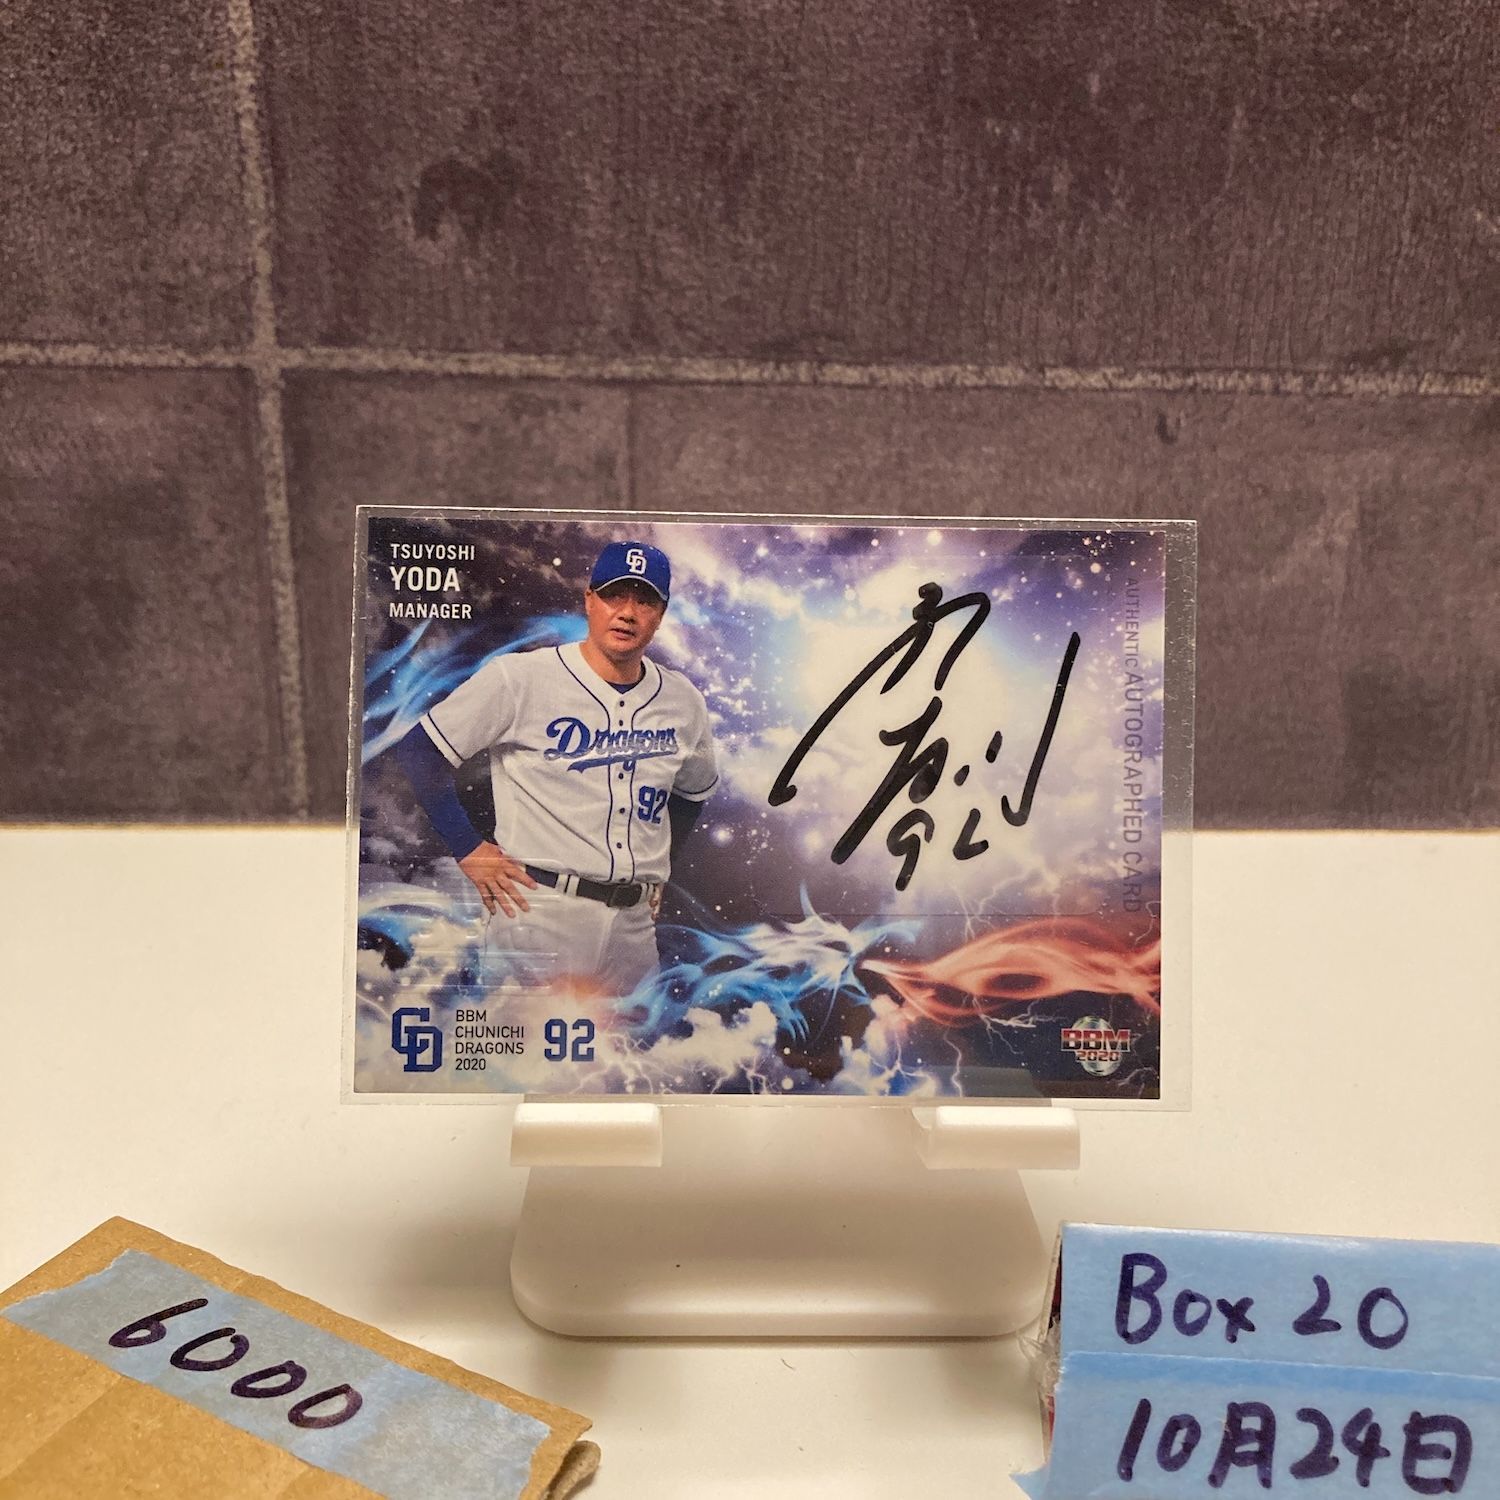 TSUYOSHI
YODA
MANAGER
Dragons
92
AUTHENTIC AUTOGRAPHED CARD
92
BBM
CHUNICHI
DRAGONS
2020
92
BBM
2020
6000
Box 20
10月24日